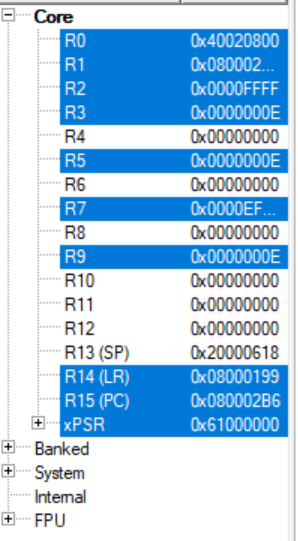 Core
R0 0x40020800
R1 0x080002...
R2 0x0000FFFF
R3 0x0000000E
R4 0x00000000
R5 0x0000000E
R6 0x00000000
R7 0x0000EF...
R8 0x00000000
R9 0x0000000E
R10 0x00000000
R11 0x00000000
R12 0x00000000
R13 (SP) 0x20000618
R14 (LR) 0x08000199
R15 (PC) 0x080002B6
xPSR 0x61000000
Banked
System
Internal
FPU